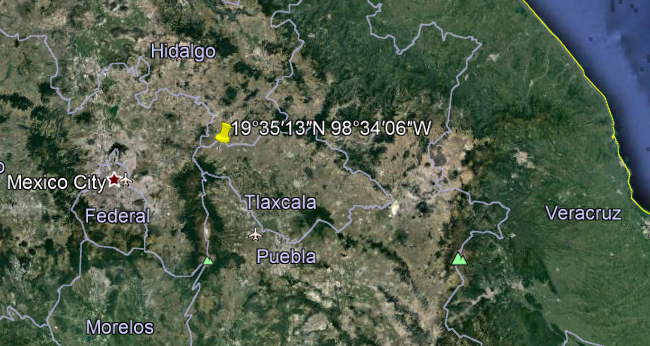 Hidalgo
19°35′13″N 98°34′06″W
Mexico City
Tlaxcala
Federal
Veracruz
Puebla
Morelos